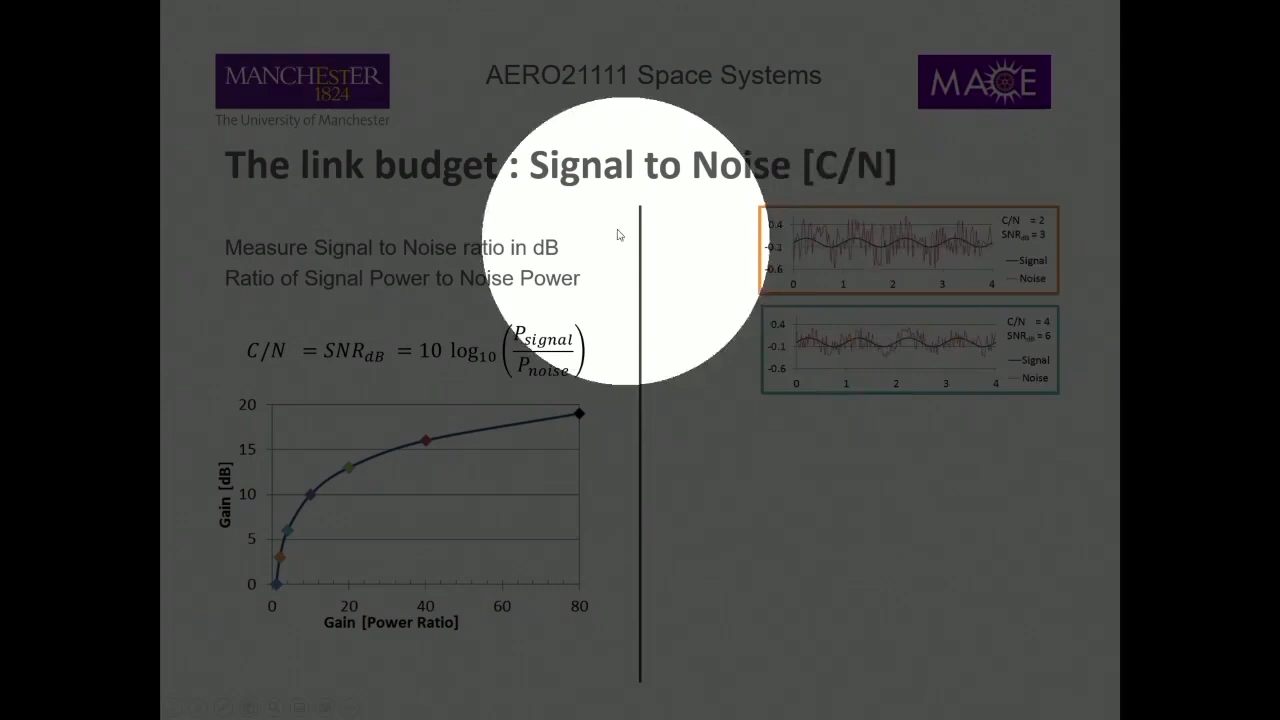 MANCHESTER
1824
The University of Manchester
AERO21111 Space Systems
MACE
The link budget : Signal to Noise [C/N]
Measure Signal to Noise ratio in dB
Ratio of Signal Power to Noise Power
C/N = SNR_dB = 10 log_10 (P_signal / P_noise)
20
15
10
5
0
Gain [dB]
0 20 40 60 80
Gain [Power Ratio]
C/N = 2
SNR_dB = 3
Signal
Noise
0.4
-0.1
-0.6
0 1 2 3 4
C/N = 4
SNR_dB = 6
Signal
Noise
0.4
-0.1
-0.6
0 1 2 3 4